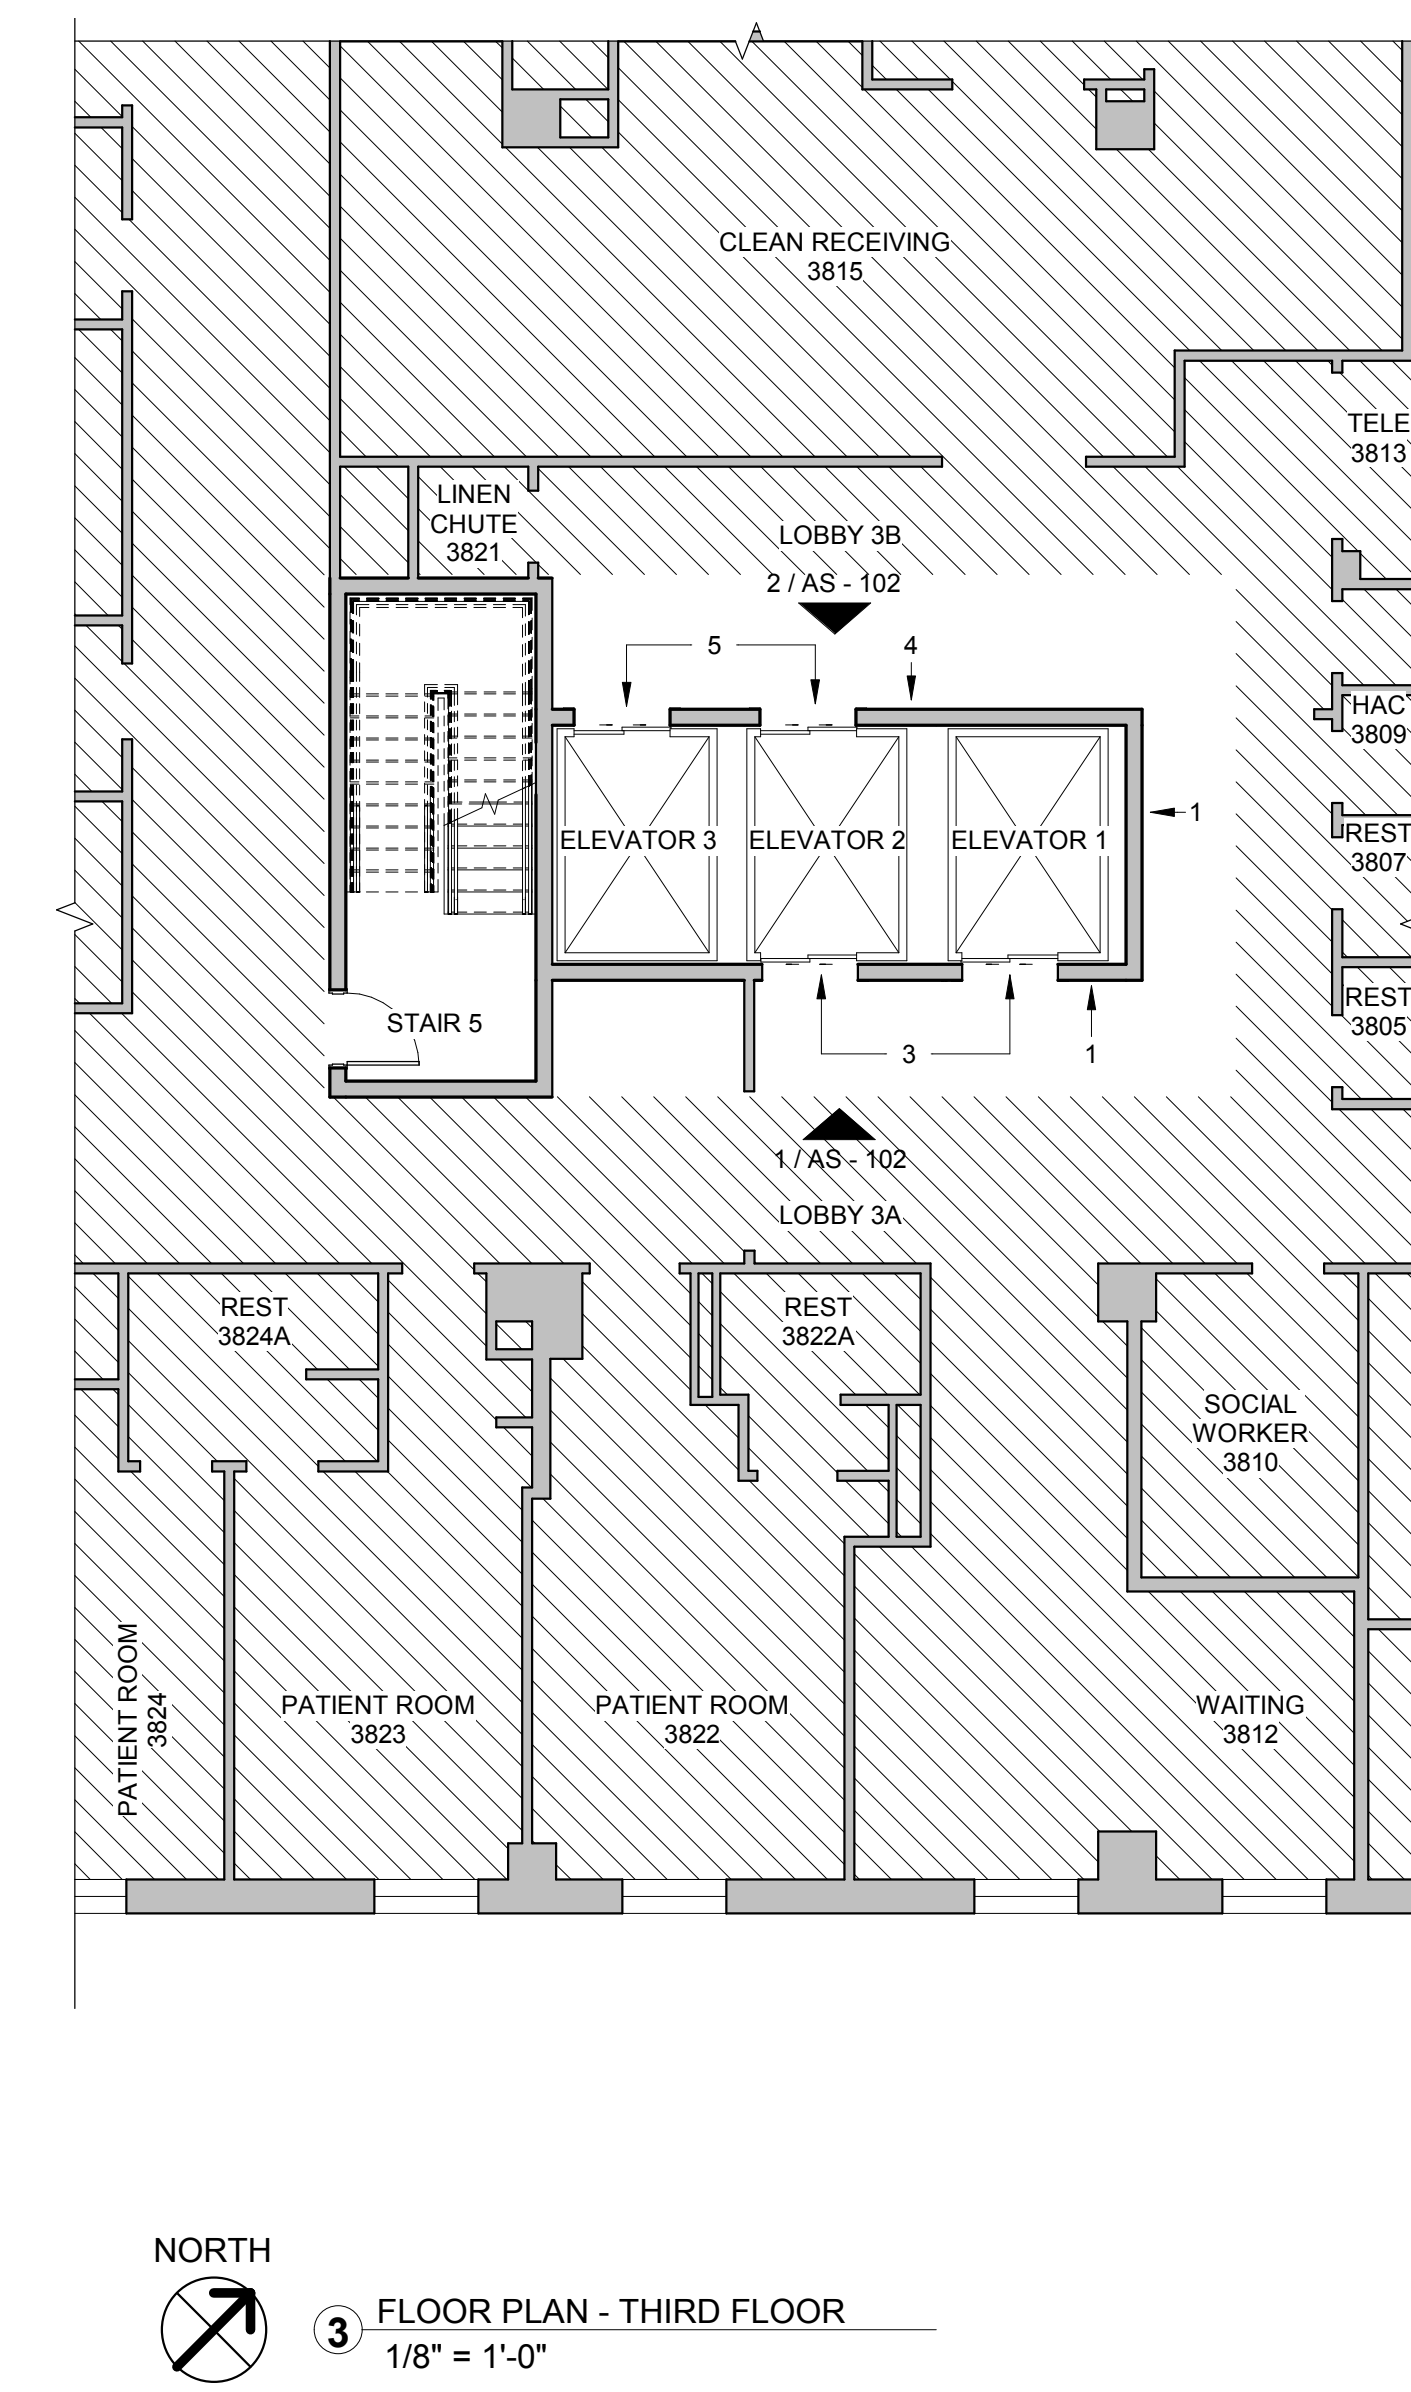 CLEAN RECEIVING
3815
TELE
3813
LINEN
CHUTE
3821
LOBBY 3B
2 / AS - 102
5
4
HAC
3809
1
ELEVATOR 3
ELEVATOR 2
ELEVATOR 1
REST
3807
REST
3805
STAIR 5
3
1
1 / AS - 102
LOBBY 3A
REST
3824A
REST
3822A
SOCIAL
WORKER
3810
PATIENT ROOM
3824
PATIENT ROOM
3823
PATIENT ROOM
3822
WAITING
3812
NORTH
3
FLOOR PLAN - THIRD FLOOR
1/8" = 1'-0"